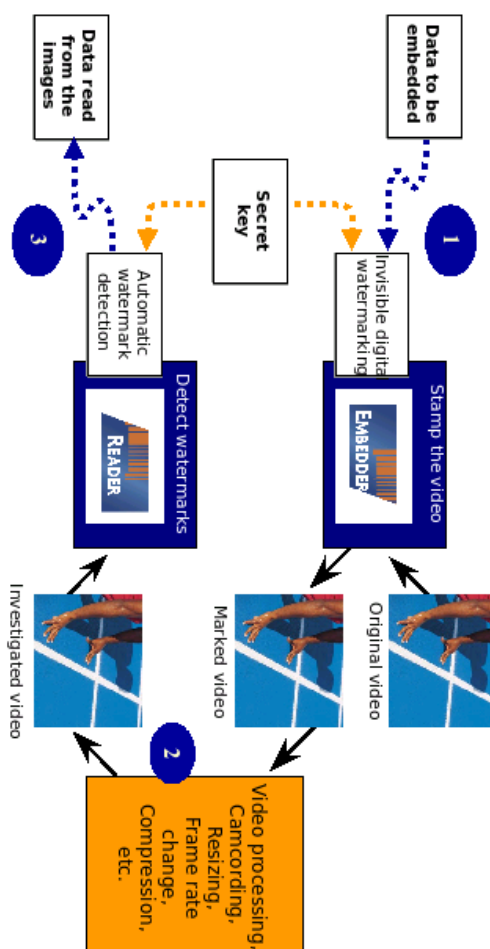 1
Data to be
embedded
Invisible digital
watermarking
Stamp the video
EMBEDDER
Original video
Marked video
Secret
key
2
Video processing,
Camcording,
Resizing,
Frame rate
change,
Compression,
etc.
3
Data read
from the
images
Automatic
watermark
detection
Detect watermarks
READER
Investigated video